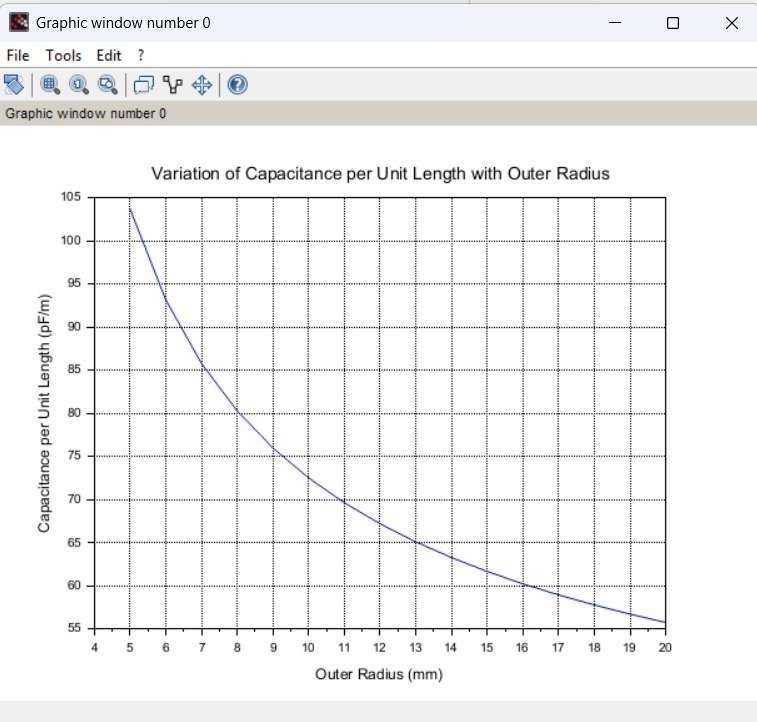 Graphic window number 0
File Tools Edit ?
Graphic window number 0
Variation of Capacitance per Unit Length with Outer Radius
105
100
95
90
85
80
75
70
65
60
55
Capacitance per Unit Length (pF/m)
4 5 6 7 8 9 10 11 12 13 14 15 16 17 18 19 20
Outer Radius (mm)